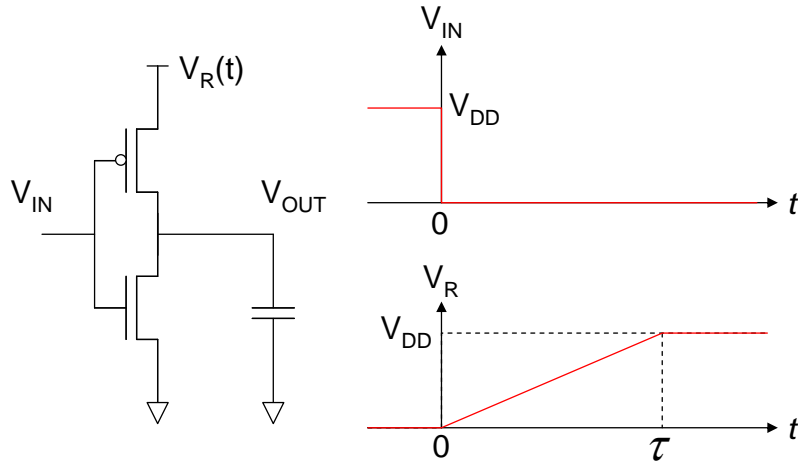 V_R(t)
V_IN
V_OUT
V_IN
V_DD
0
t
V_R
V_DD
0
τ
t